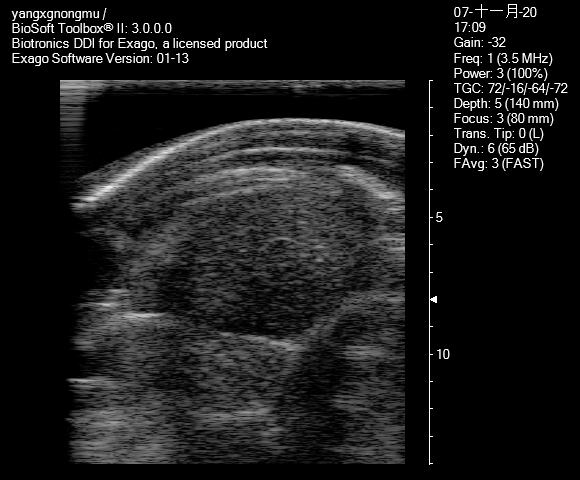 yangxgnongmu /
BioSoft Toolbox® II: 3.0.0.0
Biotronics DDI for Exago, a licensed product
Exago Software Version: 01-13
07-十一月-20
17:09
Gain: -32
Freq: 1 (3.5 MHz)
Power: 3 (100%)
TGC: 72/-16/-64/-72
Depth: 5 (140 mm)
Focus: 3 (80 mm)
Trans. Tip: 0 (L)
Dyn.: 6 (65 dB)
FAvg: 3 (FAST)
5
10